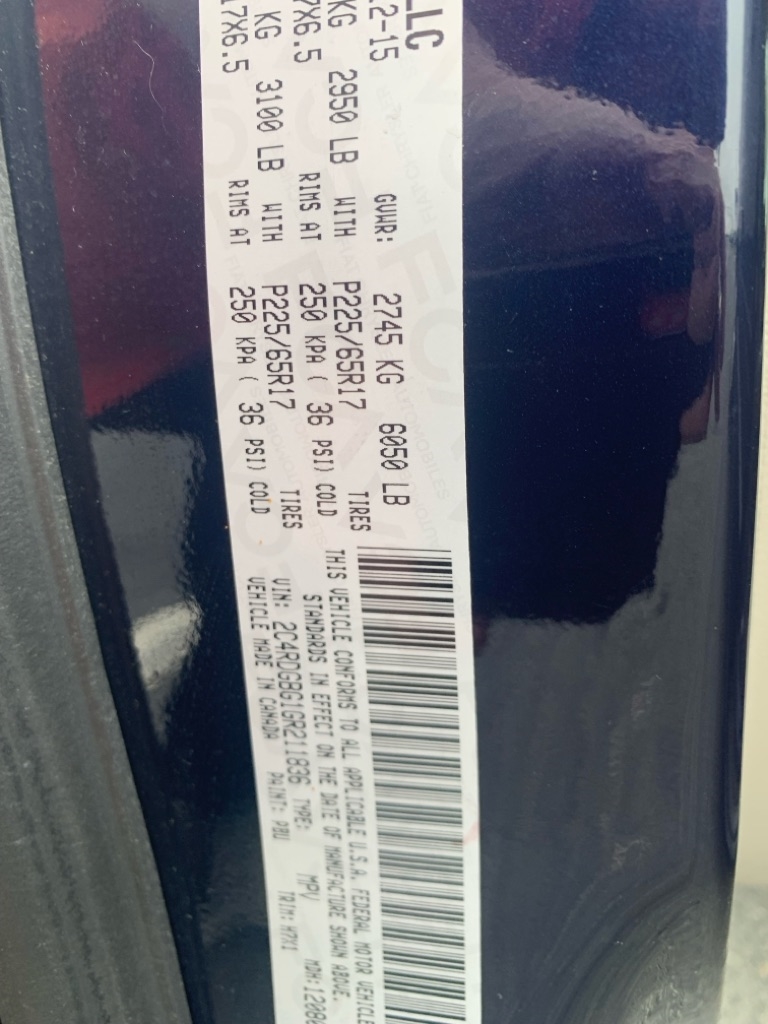 LLC
2-15 GVWR: 2745 KG 6050 LB
KG 2950 LB WITH P225/65R17 TIRES
7X6.5 RIMS AT 250 KPA ( 36 PSI) COLD
KG 3100 LB WITH P225/65R17 TIRES
17X6.5 RIMS AT 250 KPA ( 36 PSI) COLD
THIS VEHICLE CONFORMS TO ALL APPLICABLE U.S.A. FEDERAL MOTOR VEHICLE
STANDARDS IN EFFECT ON THE DATE OF MANUFACTURE SHOWN ABOVE.
VIN: 2C4RDGBG1GR211836 TYPE: MPV MDH:12080
VEHICLE MADE IN CANADA PAINT: PBU TRIM: H7X1